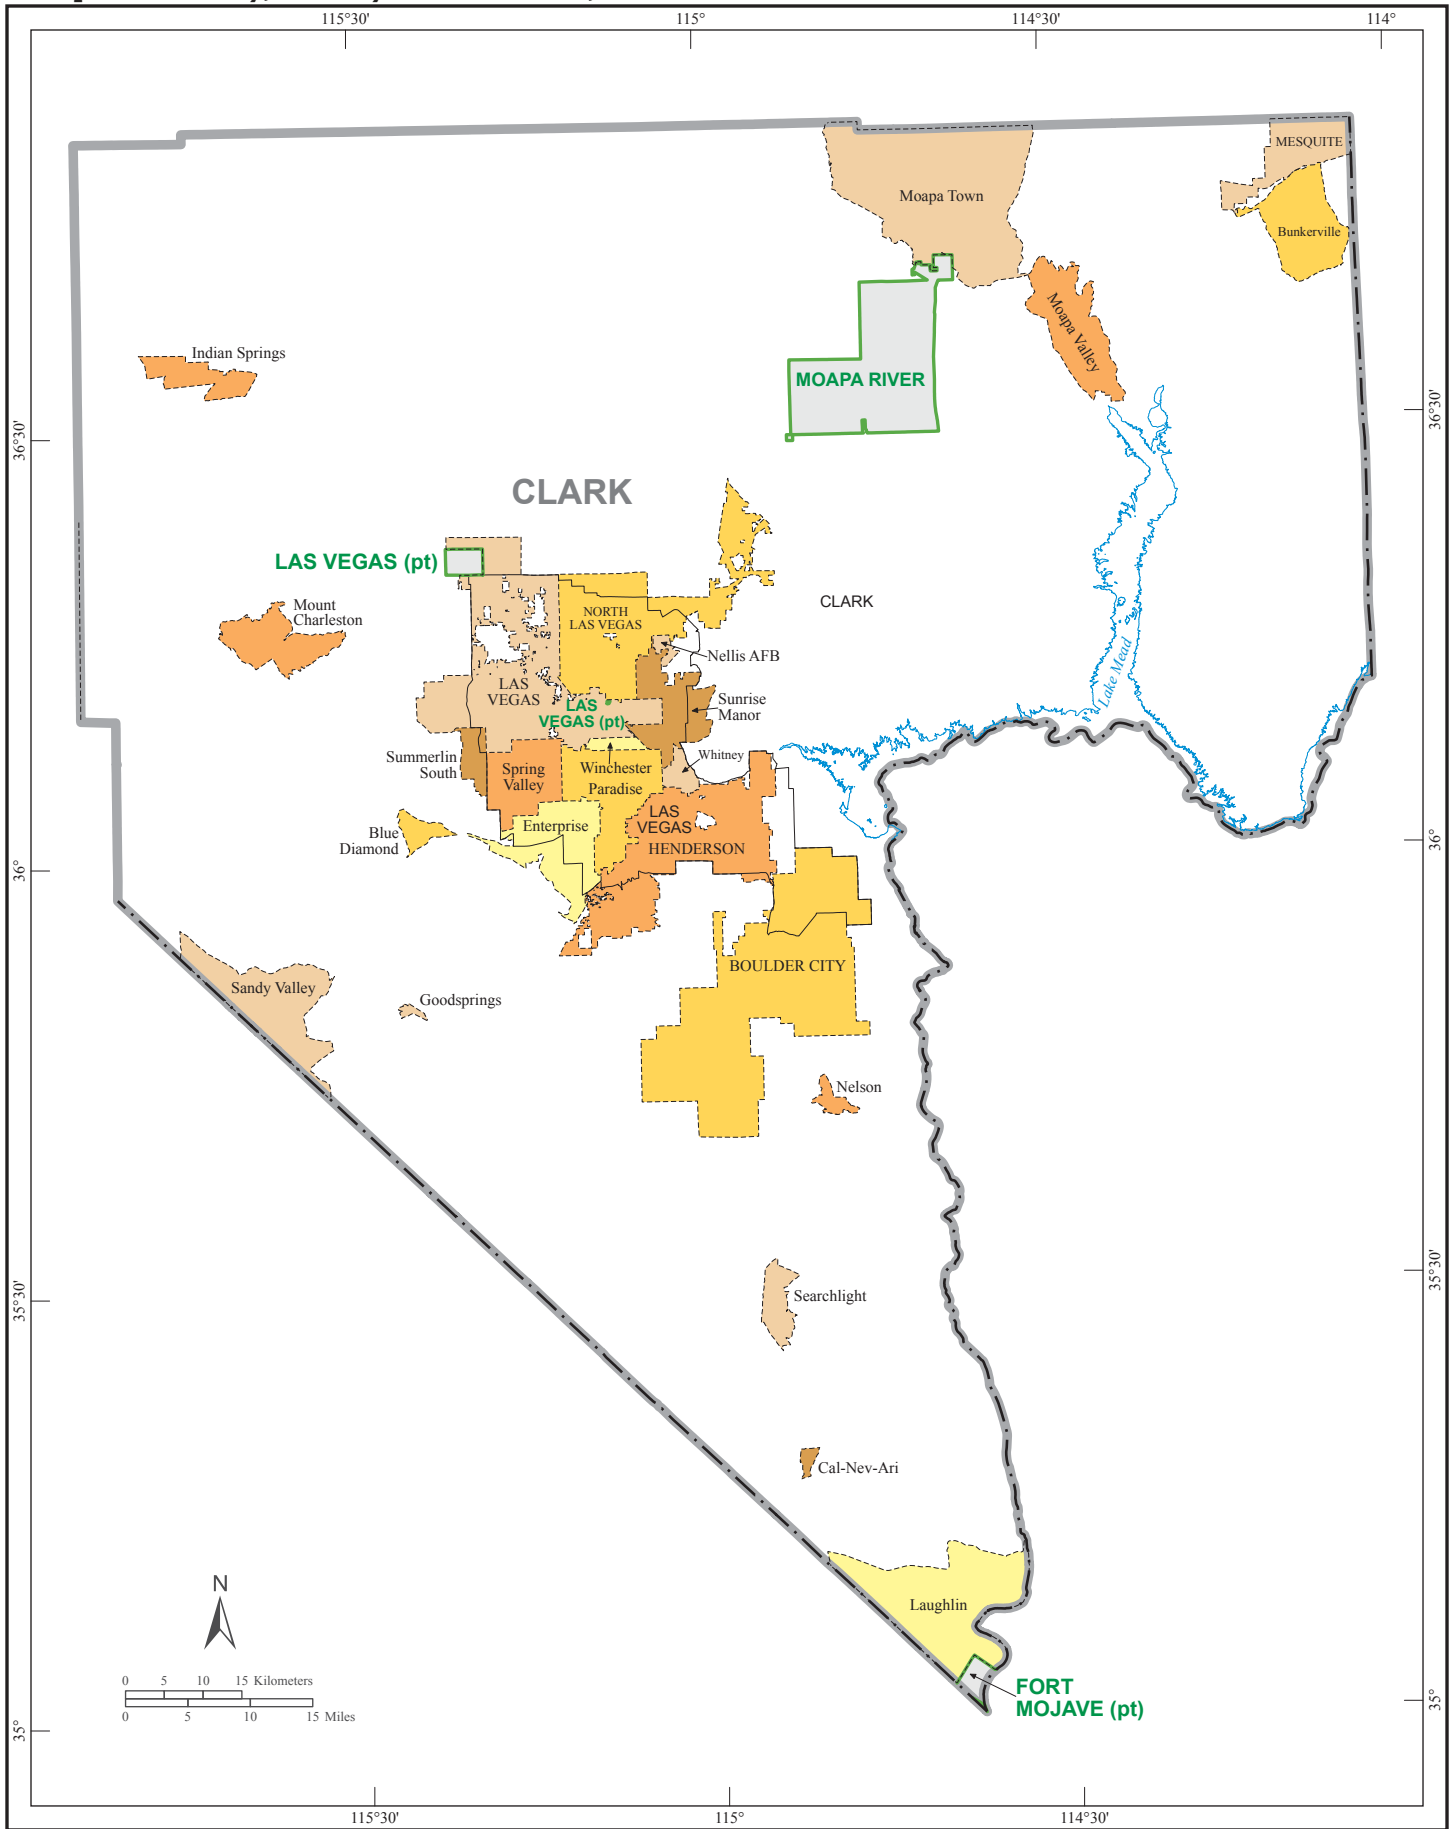 115°30'
115°
114°30'
114°
MESQUITE
Moapa Town
Bunkerville
Moapa Valley
Indian Springs
MOAPA RIVER
36°30'
36°30'
CLARK
LAS VEGAS (pt)
CLARK
Mount
Charleston
NORTH
LAS VEGAS
Nellis AFB
Lake Mead
LAS
VEGAS
LAS
VEGAS (pt)
Sunrise
Manor
Summerlin
South
Whitney
Spring
Valley
Winchester
Paradise
Blue
Diamond
Enterprise
LAS
VEGAS
HENDERSON
36°
36°
BOULDER CITY
Sandy Valley
Goodsprings
Nelson
35°30'
35°30'
Searchlight
Cal-Nev-Ari
Laughlin
N
FORT
MOJAVE (pt)
0 5 10 15 Kilometers
0 5 10 15 Miles
35°
35°
115°30'
115°
114°30'